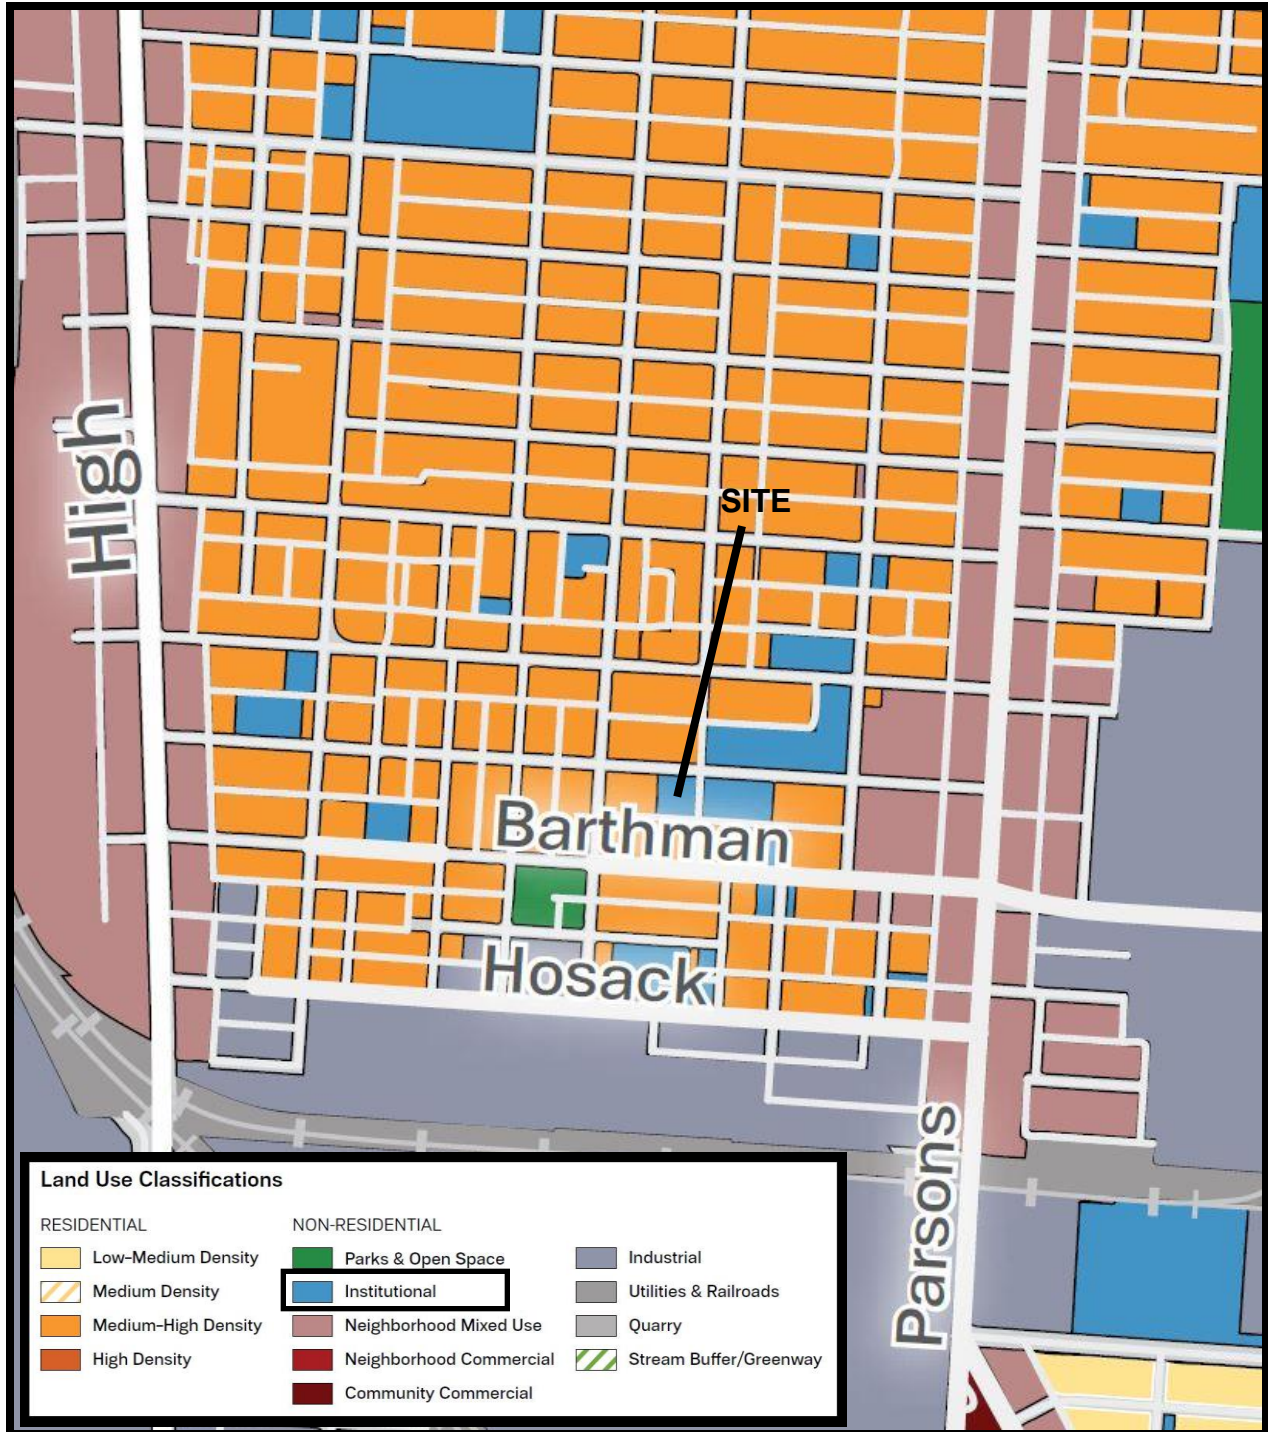 High
SITE
Barthman
Hosack
Parsons
Land Use Classifications
RESIDENTIAL
Low-Medium Density
Medium Density
Medium-High Density
High Density
NON-RESIDENTIAL
Parks & Open Space
Institutional
Neighborhood Mixed Use
Neighborhood Commercial
Community Commercial
Industrial
Utilities & Railroads
Quarry
Stream Buffer/Greenway